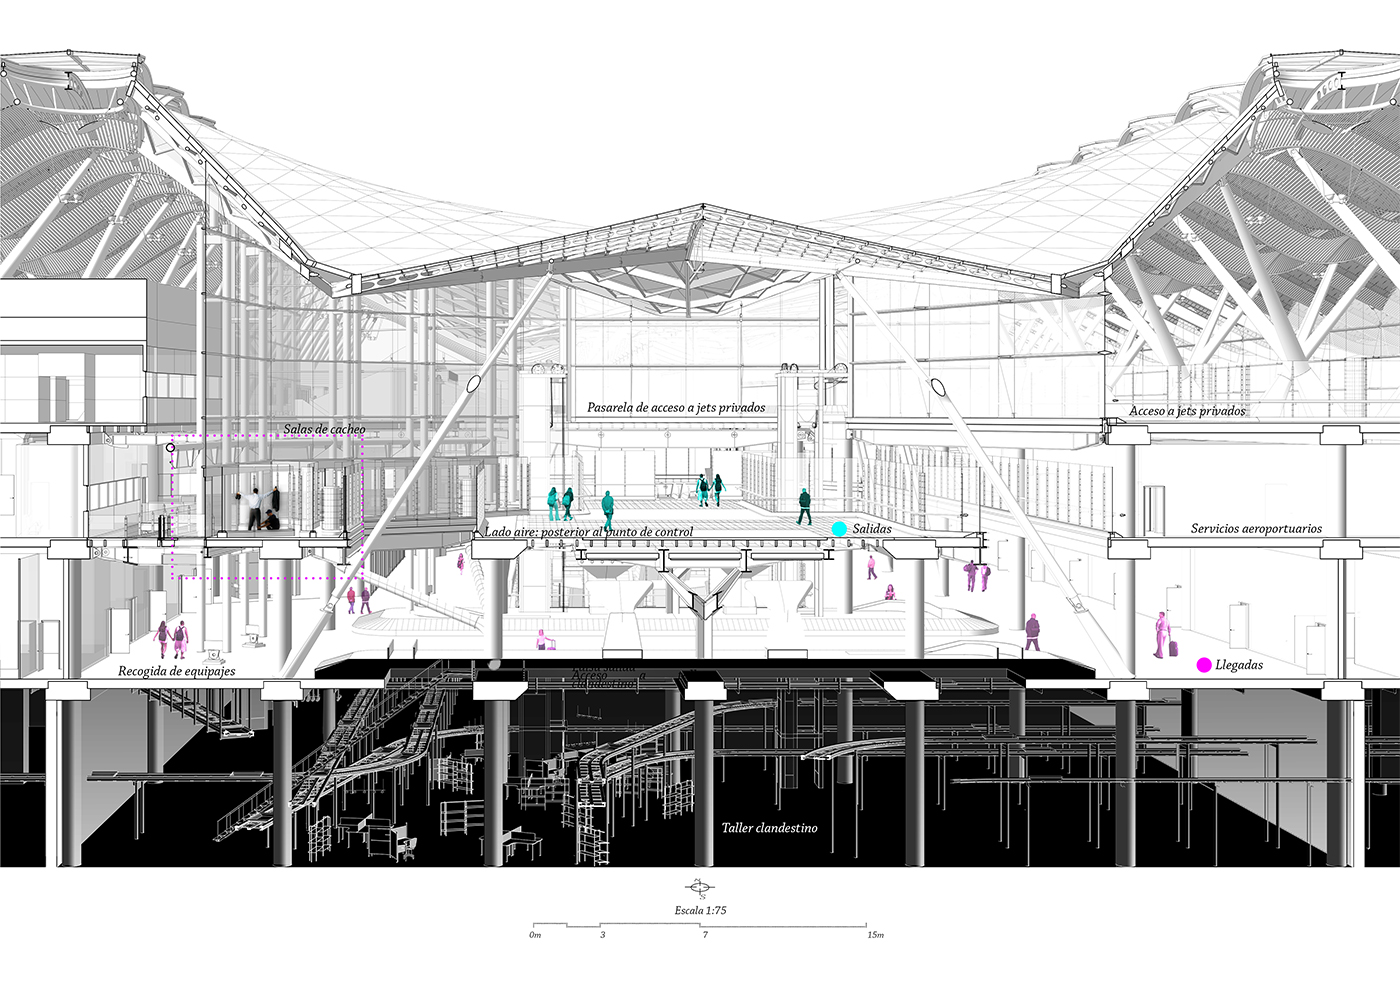 Pasarela de acceso a jets privados
Acceso a jets privados
Salas de cacheo
Lado aire: posterior al punto de control
Salidas
Servicios aeroportuarios
Recogida de equipajes
Llegadas
Acceso a
Taller clandestino
N
S
Escala 1:75
0m 3 7 15m